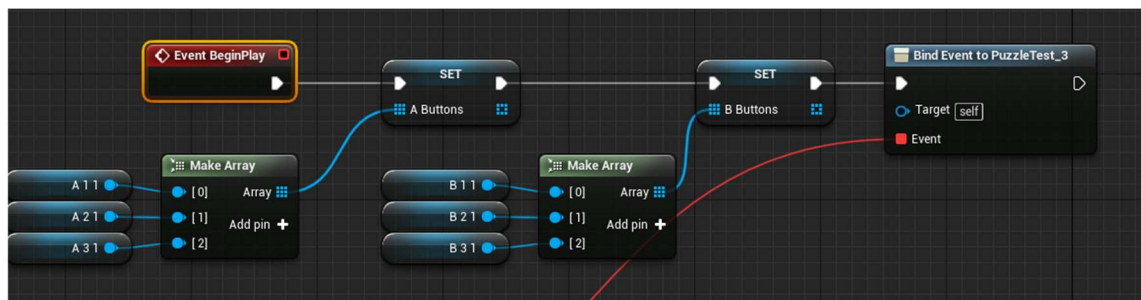 Event BeginPlay
SET
A Buttons
SET
B Buttons
Bind Event to PuzzleTest_3
Target self
Event
Make Array
A 1 1
[0]
Array
A 2 1
[1]
Add pin +
A 3 1
[2]
Make Array
B 1 1
[0]
Array
B 2 1
[1]
Add pin +
B 3 1
[2]